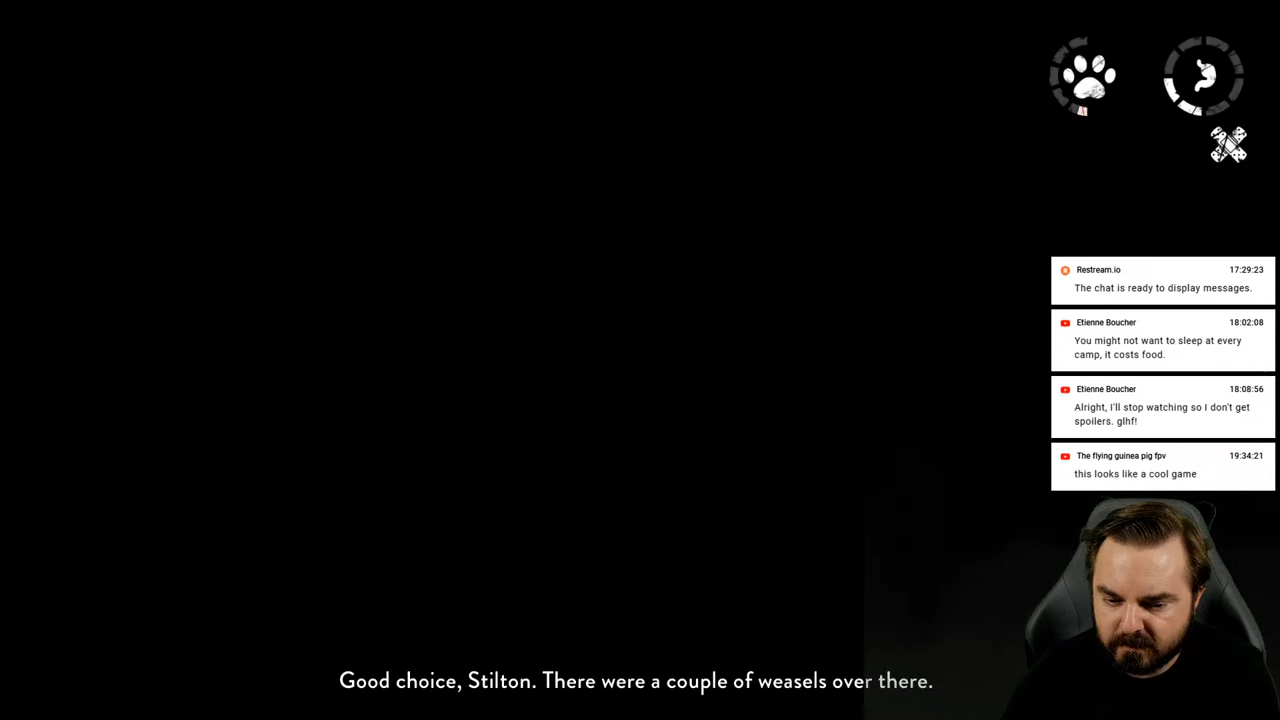 Restream.io 17:29:23
The chat is ready to display messages.
Etienne Boucher 18:02:08
You might not want to sleep at every
camp, it costs food.
Etienne Boucher 18:08:56
Alright, I'll stop watching so I don't get
spoilers. glhf!
The flying guinea pig fpv 19:34:21
this looks like a cool game
Good choice, Stilton. There were a couple of weasels over there.